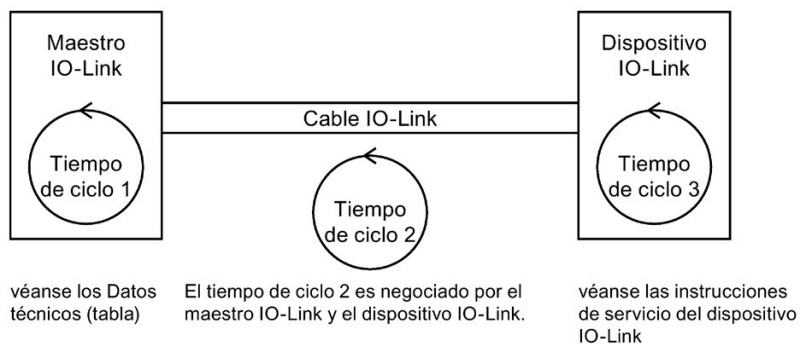 Maestro
IO-Link
Tiempo
de ciclo 1
Cable IO-Link
Tiempo
de ciclo 2
Dispositivo
IO-Link
Tiempo
de ciclo 3
véanse los Datos
técnicos (tabla)
El tiempo de ciclo 2 es negociado por el
maestro IO-Link y el dispositivo IO-Link.
véanse las instrucciones
de servicio del dispositivo
IO-Link